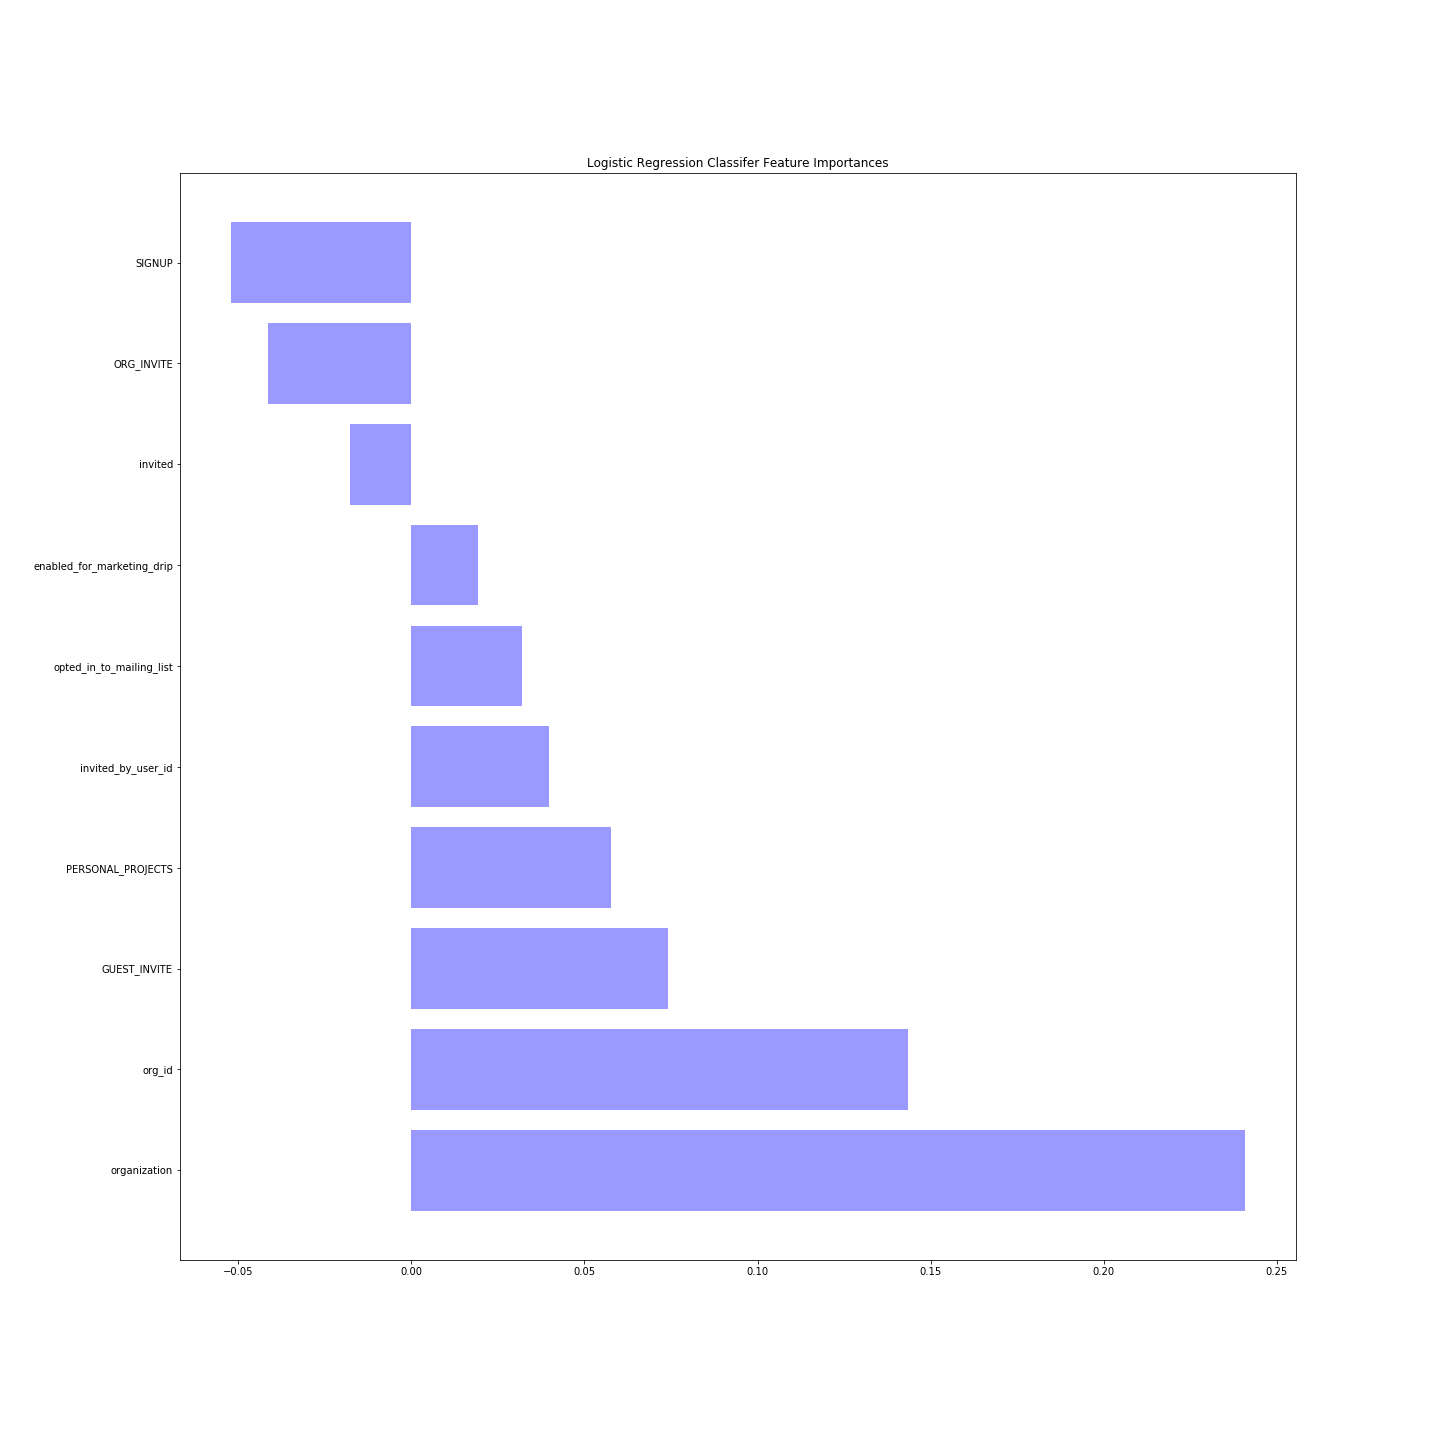 Logistic Regression Classifer Feature Importances
SIGNUP
ORG_INVITE
invited
enabled_for_marketing_drip
opted_in_to_mailing_list
invited_by_user_id
PERSONAL_PROJECTS
GUEST_INVITE
org_id
organization
−0.05 0.00 0.05 0.10 0.15 0.20 0.25